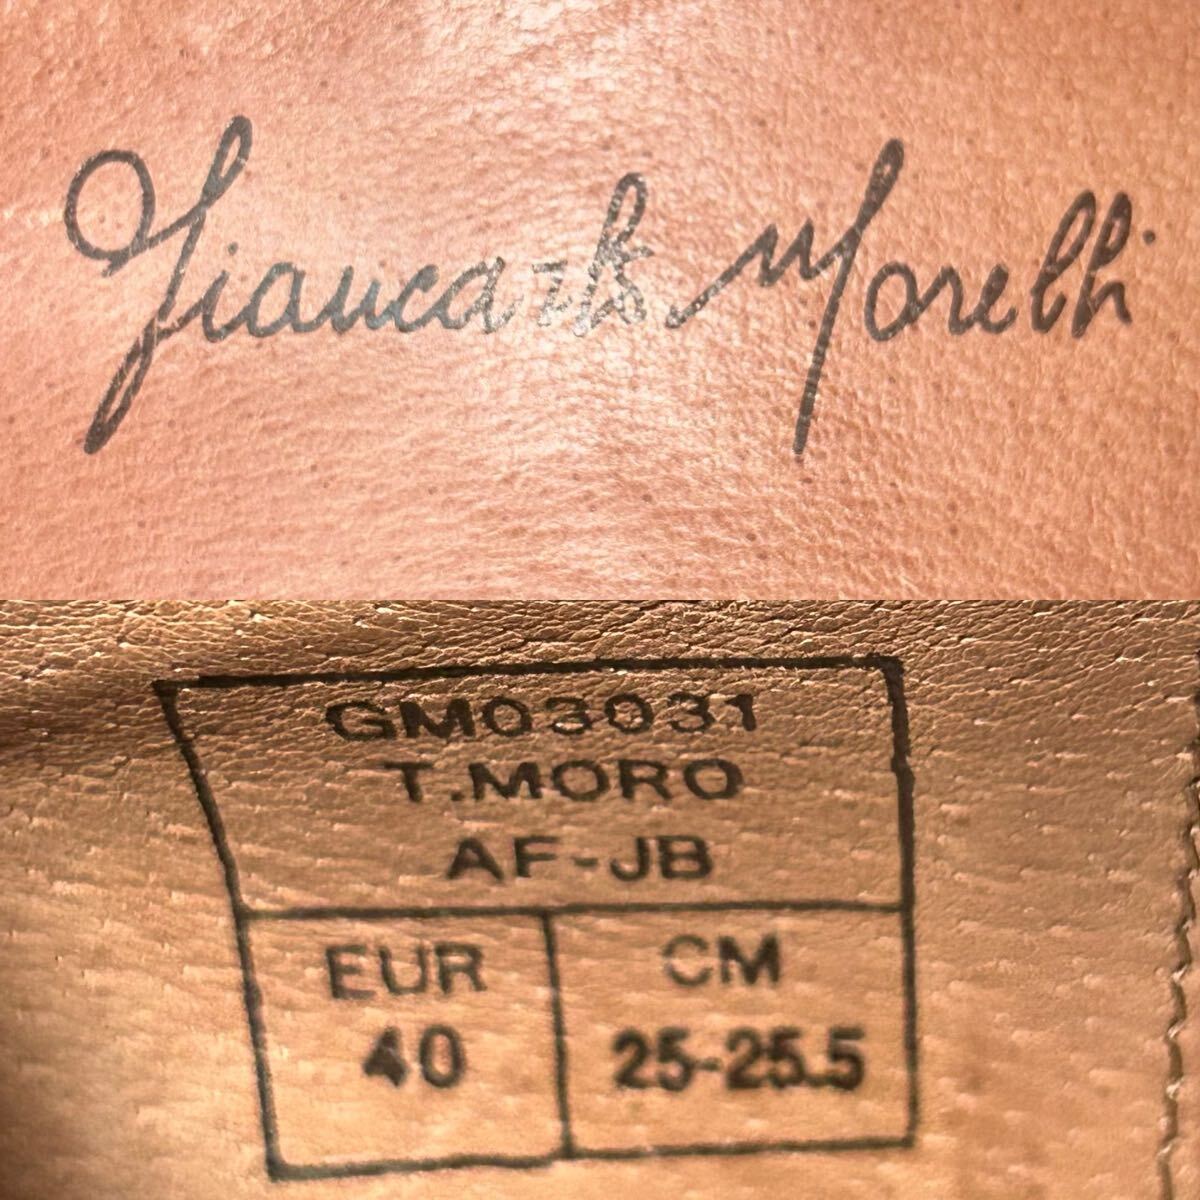 Giancarlo Morelli
GM03031
T.MORO
AF-JB
EUR
CM
40
25-25.5